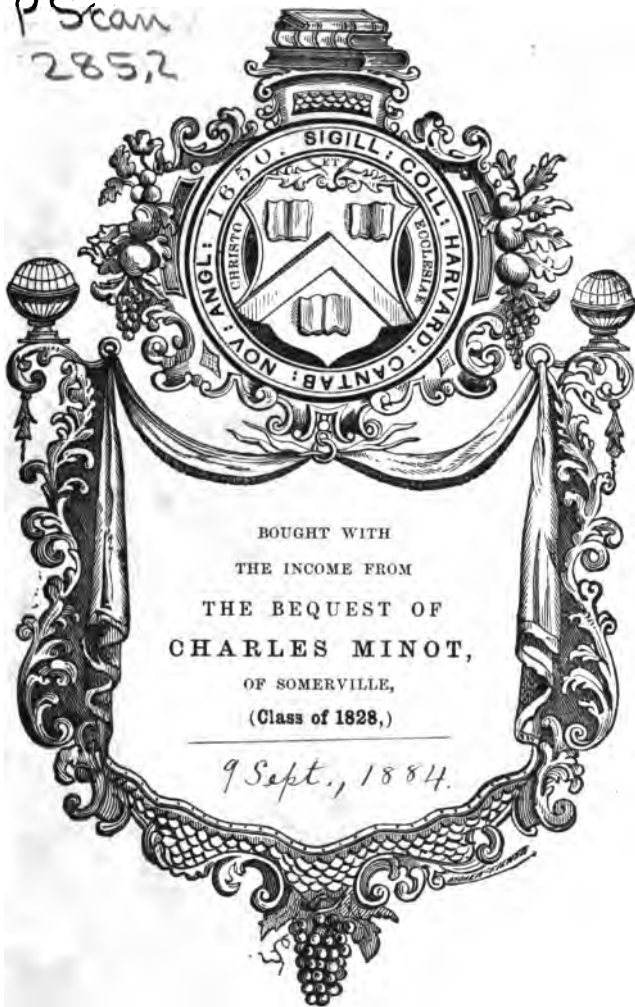 P Scan
285,2
SIGILL: COLL: HARVARD: CANTAB: NOV: ANGL: 1650.
ET
CHRISTO
ECCLESIAE
BOUGHT WITH
THE INCOME FROM
THE BEQUEST OF
CHARLES MINOT,
OF SOMERVILLE,
(Class of 1828,)
9 Sept., 1884.